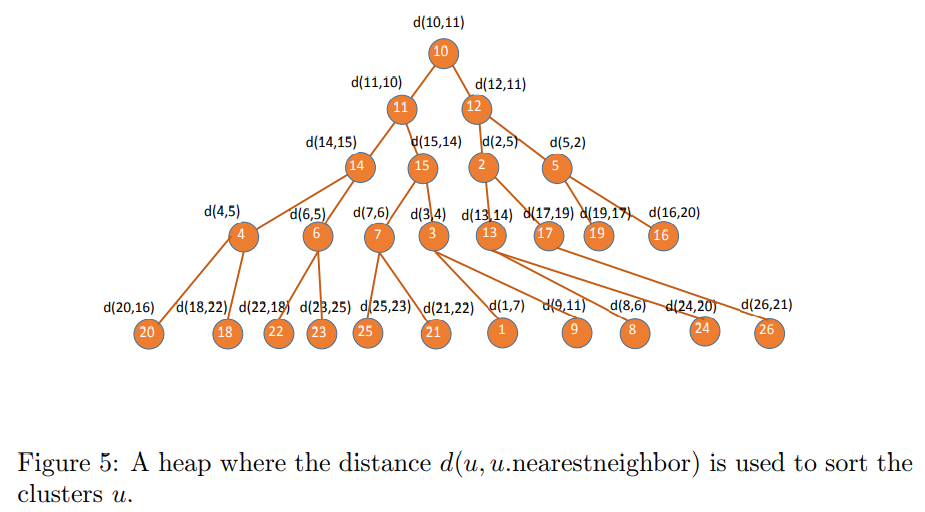 d(10,11)
10
d(11,10) d(12,11)
11 12
d(14,15) d(15,14) d(2,5) d(5,2)
14 15 2 5
d(4,5) d(6,5) d(7,6) d(3,4) d(13,14) d(17,19) d(19,17) d(16,20)
4 6 7 3 13 17 19 16
d(20,16) d(18,22) d(22,18) d(23,25) d(25,23) d(21,22) d(1,7) d(9,11) d(8,6) d(24,20) d(26,21)
20 18 22 23 25 21 1 9 8 24 26
Figure 5: A heap where the distance d(u, u.nearestneighbor) is used to sort the
clusters u.